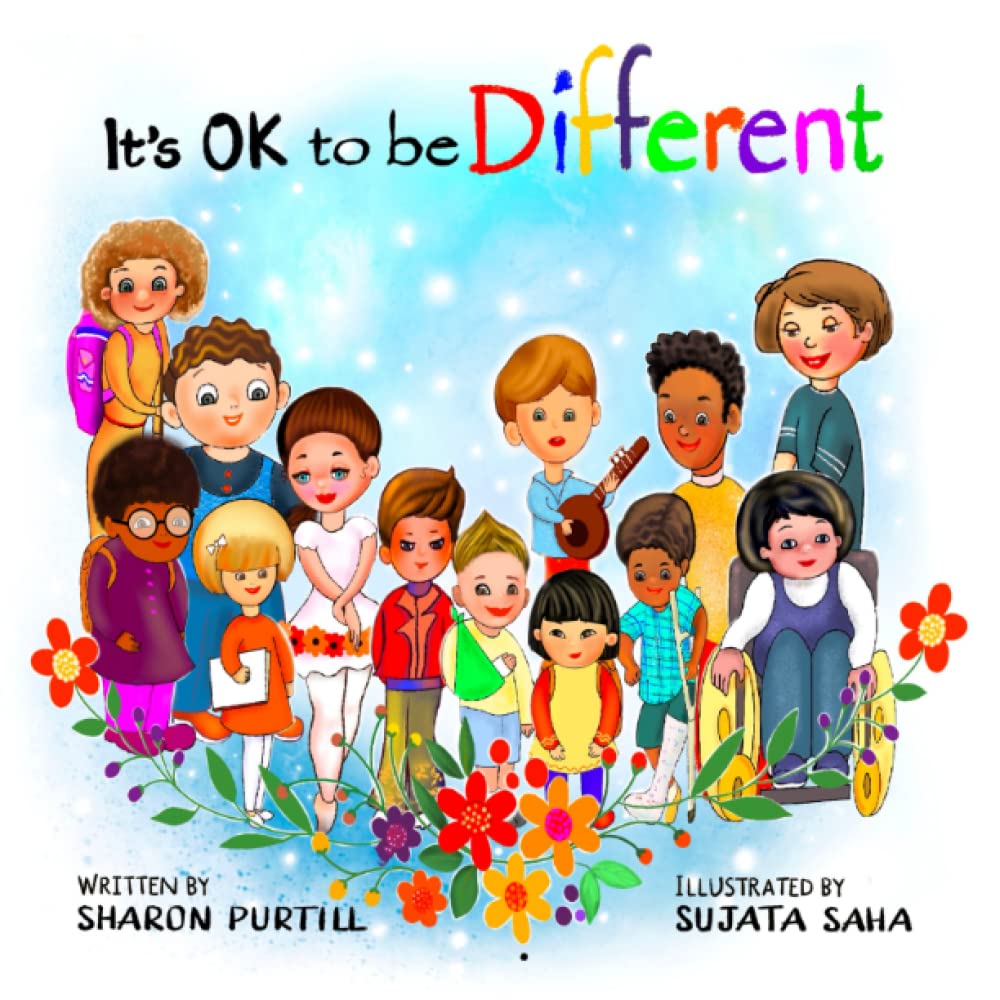 It's OK to be Different
WRITTEN BY
SHARON PURTILL
ILLUSTRATED BY
SUJATA SAHA